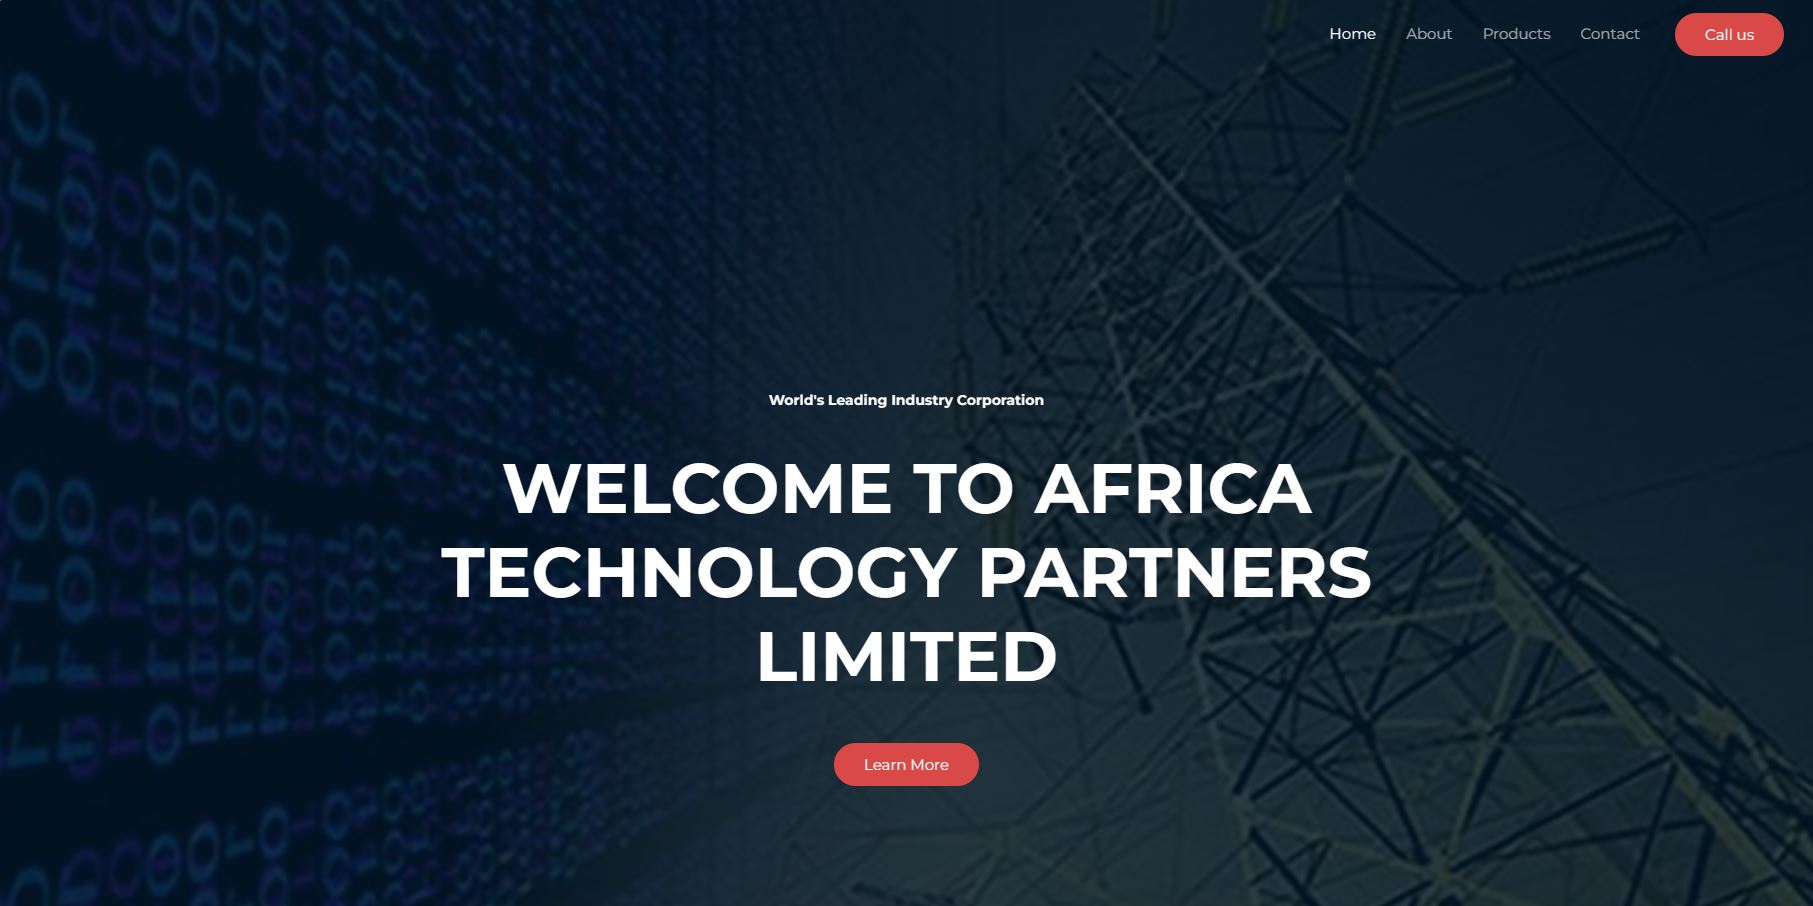 Home About Products Contact Call us
World's Leading Industry Corporation
WELCOME TO AFRICA
TECHNOLOGY PARTNERS
LIMITED
Learn More